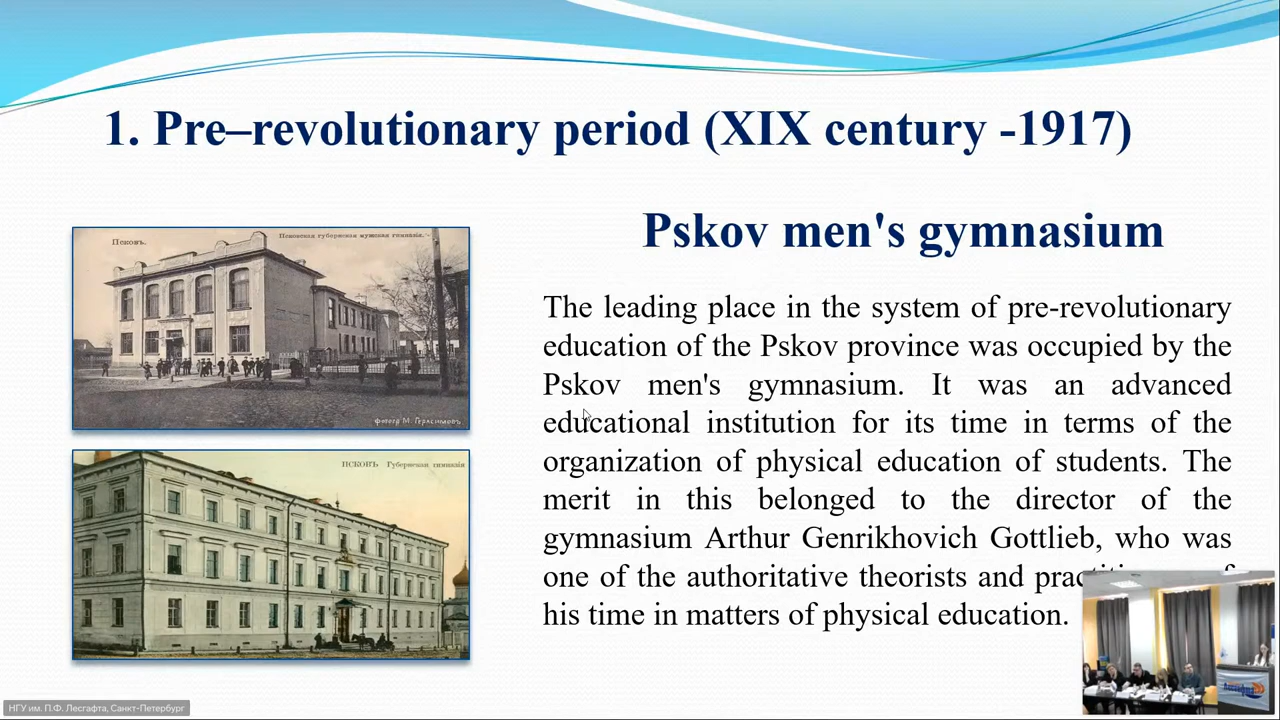 1. Pre–revolutionary period (XIX century -1917)
Псковъ.
Псковская губернская мужская гимназія.
фотогр М. Герасимовъ.
ПСКОВЪ Губернская гимназія
Pskov men's gymnasium
The leading place in the system of pre-revolutionary
education of the Pskov province was occupied by the
Pskov men's gymnasium. It was an advanced
educational institution for its time in terms of the
organization of physical education of students. The
merit in this belonged to the director of the
gymnasium Arthur Genrikhovich Gottlieb, who was
one of the authoritative theorists and
his time in matters of physical education.
НГУ им. П.Ф. Лесгафта, Санкт-Петербург